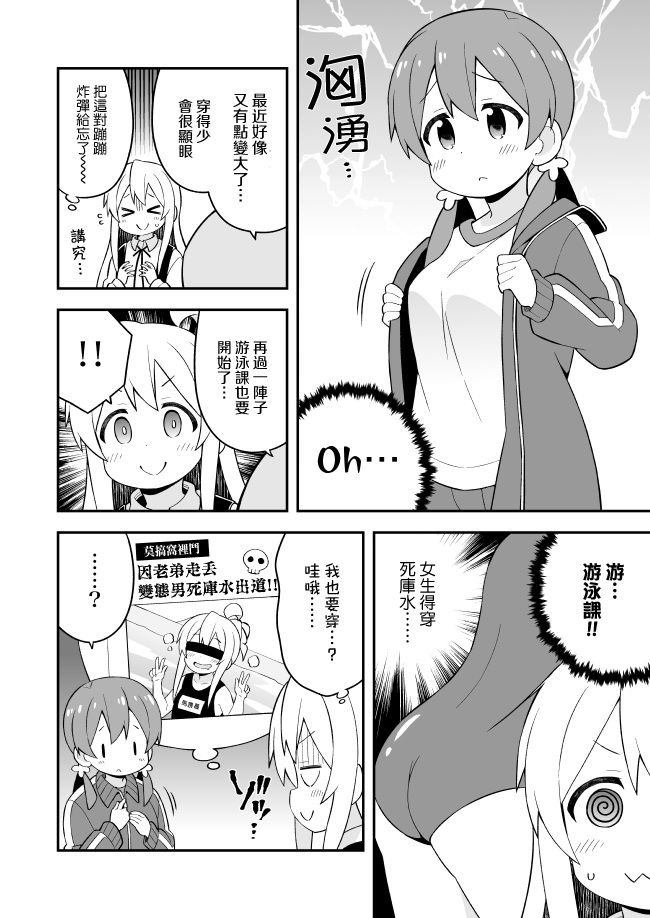 洶湧…
最近好像
又有點變大了…
穿得少
會很顯眼
把這對蹦蹦
炸彈給忘了～～～
講究…
Oh…
再過一陣子
游泳課也要
開始了…
!!
游…
游泳課!!
女生得穿
死庫水……
我也要穿…?
哇哦……
莫搞窩裡鬥
因老弟走丟
變態男死庫水出道!!
……?